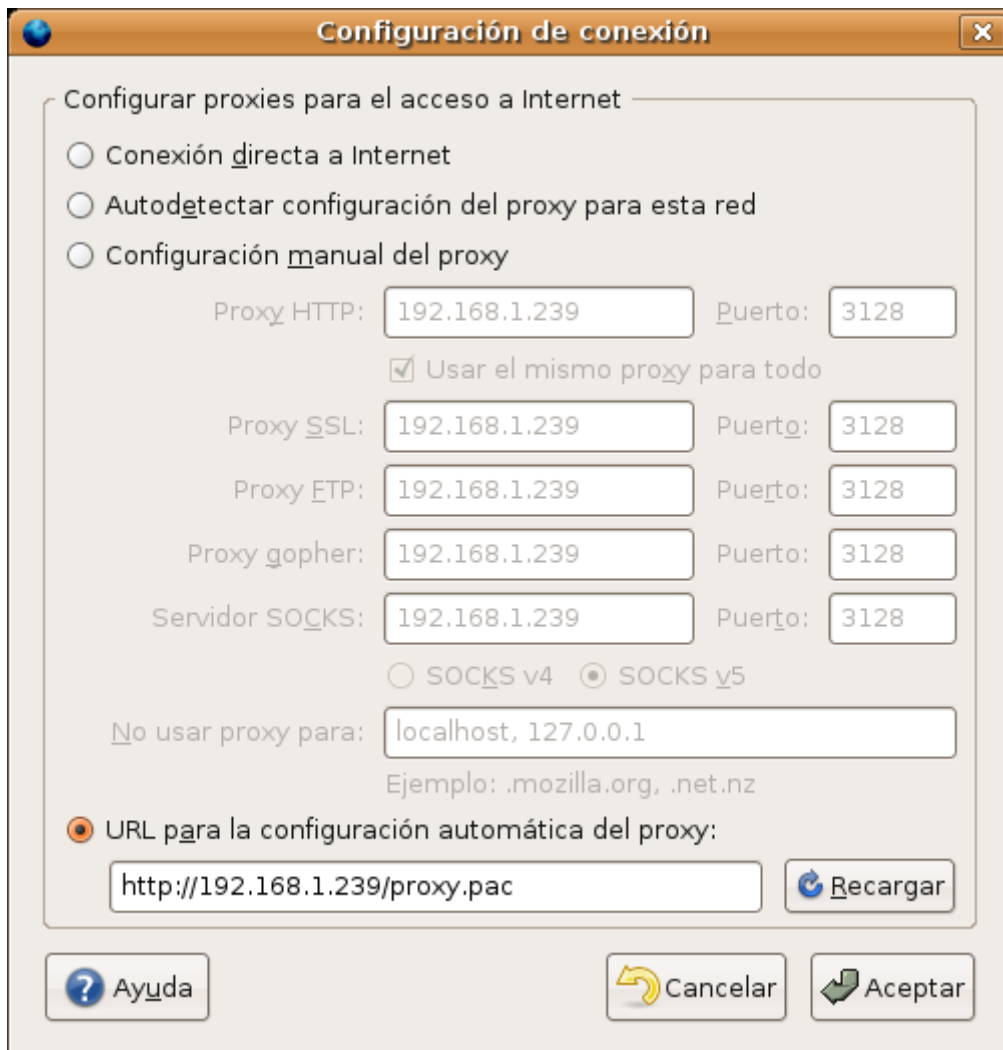 Configuración de conexión
Configurar proxies para el acceso a Internet
Conexión directa a Internet
Autodetectar configuración del proxy para esta red
Configuración manual del proxy
Proxy HTTP: 192.168.1.239 Puerto: 3128
Usar el mismo proxy para todo
Proxy SSL: 192.168.1.239 Puerto: 3128
Proxy FTP: 192.168.1.239 Puerto: 3128
Proxy gopher: 192.168.1.239 Puerto: 3128
Servidor SOCKS: 192.168.1.239 Puerto: 3128
SOCKS v4 SOCKS v5
No usar proxy para: localhost, 127.0.0.1
Ejemplo: .mozilla.org, .net.nz
URL para la configuración automática del proxy:
http://192.168.1.239/proxy.pac Recargar
Ayuda Cancelar Aceptar